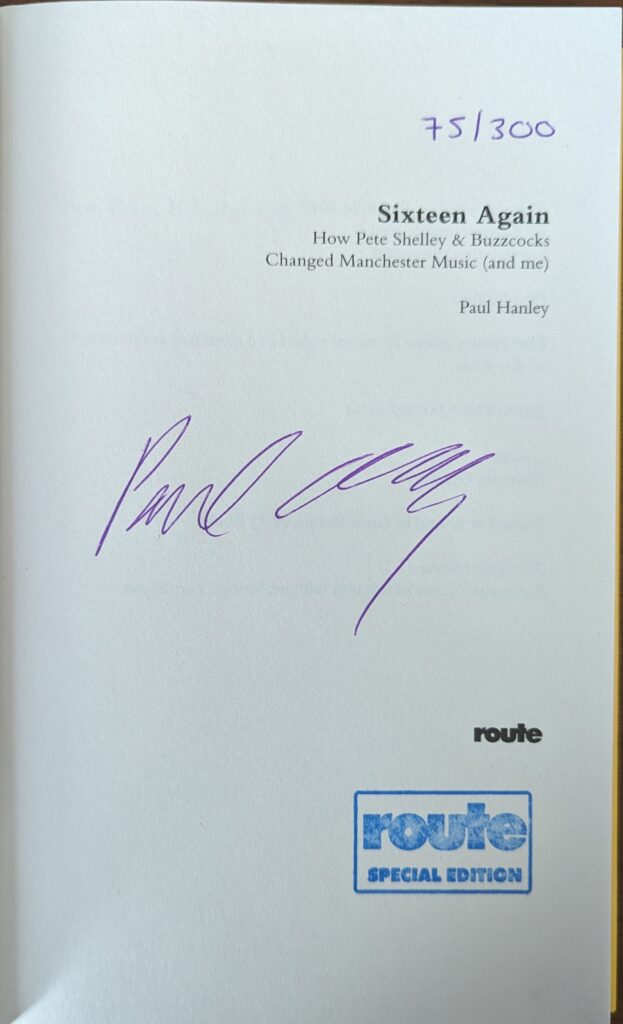 75/300
Sixteen Again
How Pete Shelley & Buzzcocks
Changed Manchester Music (and me)
Paul Hanley
Paul
route
route
SPECIAL EDITION